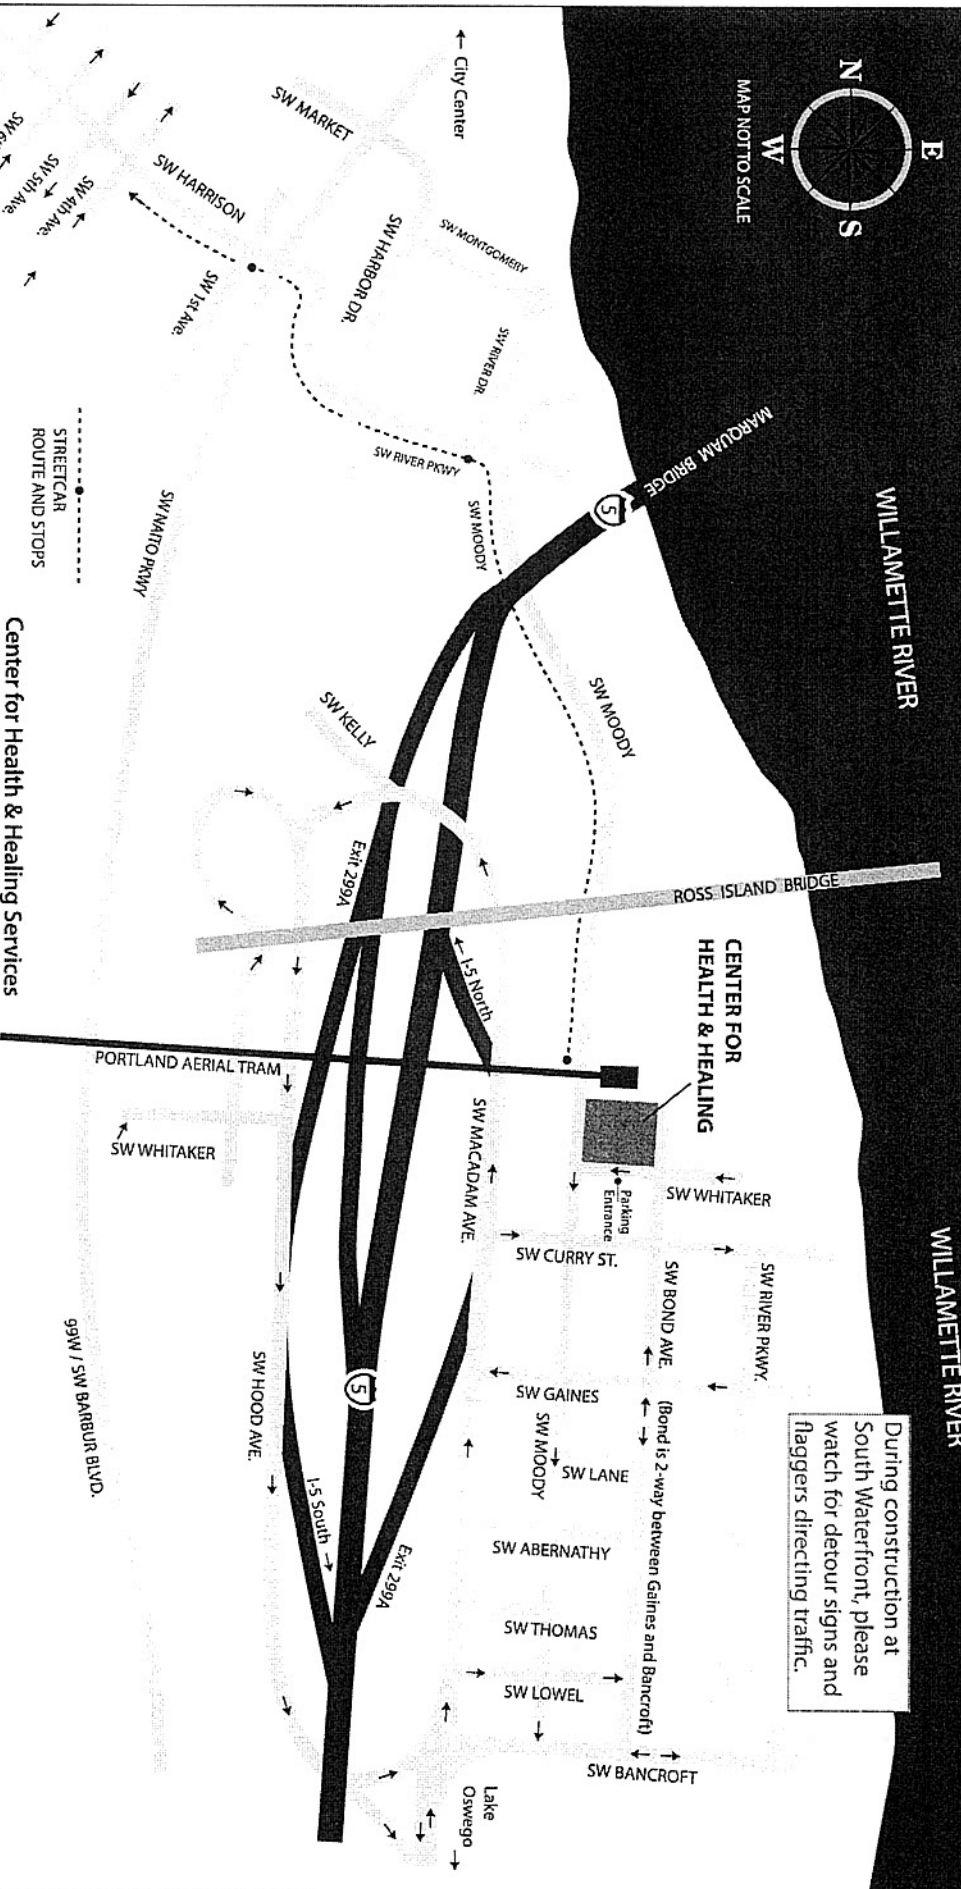 N
E
S
W
MAP NOT TO SCALE
WILLAMETTE RIVER
WILLAMETTE RIVER
During construction at
South Waterfront, please
watch for detour signs and
flaggers directing traffic.
← City Center
SW MARKET
SW MONTGOMERY
SW HARBOR DR.
SW RIVER DR.
SW HARRISON
SW 1st Ave.
SW 4th Ave.
SW 5th Ave.
MARQUAM BRIDGE
5
SW RIVER PKWY
SW MOODY
SW MOODY
SW NAITO PKWY
STREETCAR
ROUTE AND STOPS
SW KELLY
Exit 299A
ROSS ISLAND BRIDGE
← I-5 North
CENTER FOR
HEALTH & HEALING
PORTLAND AERIAL TRAM
SW WHITAKER
SW MACADAM AVE.
SW WHITAKER
Parking
Entrance
SW CURRY ST.
SW BOND AVE.
SW RIVER PKWY.
SW GAINES
(Bond is 2-way between Gaines and Bancroft)
SW MOODY
SW LANE
SW ABERNATHY
SW THOMAS
SW LOWEL
SW BANCROFT
5
SW HOOD AVE.
I-5 South →
Exit 299A
99W / SW BARBUR BLVD.
Lake
Oswego
Center for Health & Healing Services